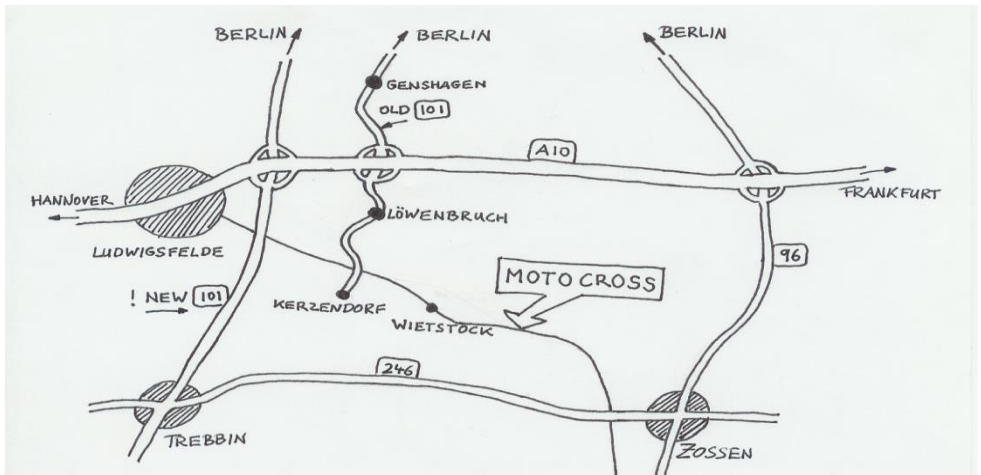 BERLIN
BERLIN
BERLIN
GENSHAGEN
OLD 101
A10
HANNOVER
FRANKFURT
LÖWENBRUCH
LUDWIGSFELDE
96
MOTO CROSS
! NEW 101
KERZENDORF
WIETSTOCK
246
TREBBIN
ZOSSEN